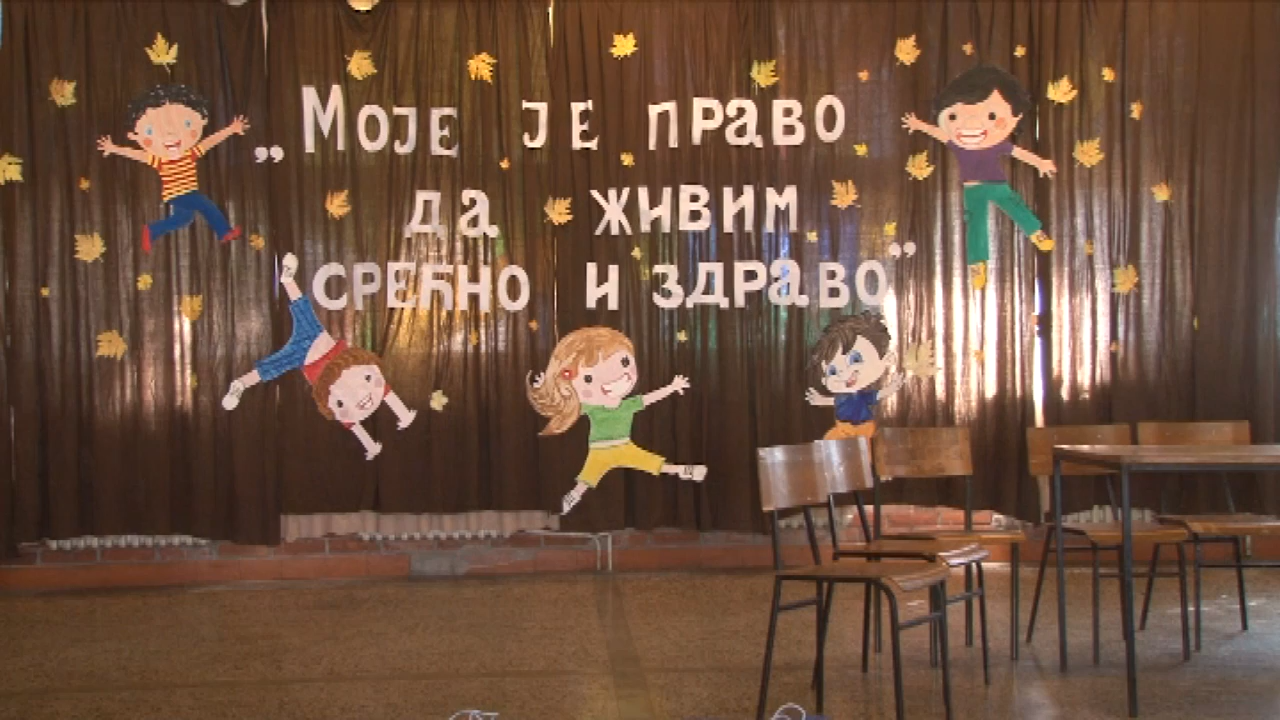 „Моје је право
да живим
срећно и здраво”